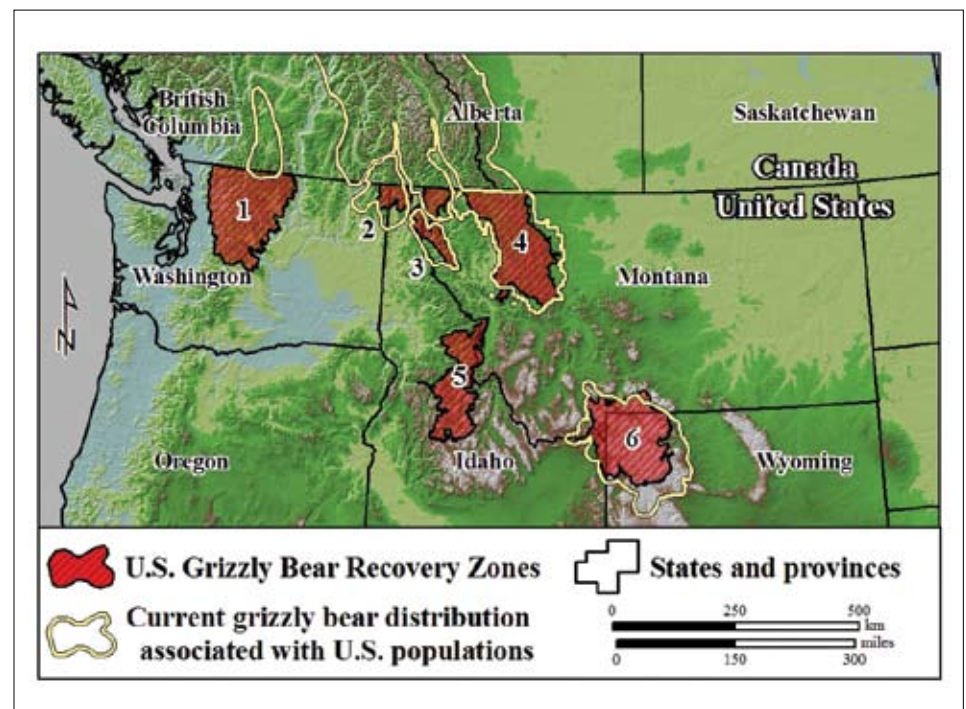 British
Columbia
Alberta
Saskatchewan
Canada
United States
1
2
3
4
Washington
Montana
N
5
6
Oregon
Idaho
Wyoming
U.S. Grizzly Bear Recovery Zones
States and provinces
Current grizzly bear distribution
associated with U.S. populations
0 250 500
km
miles
0 150 300